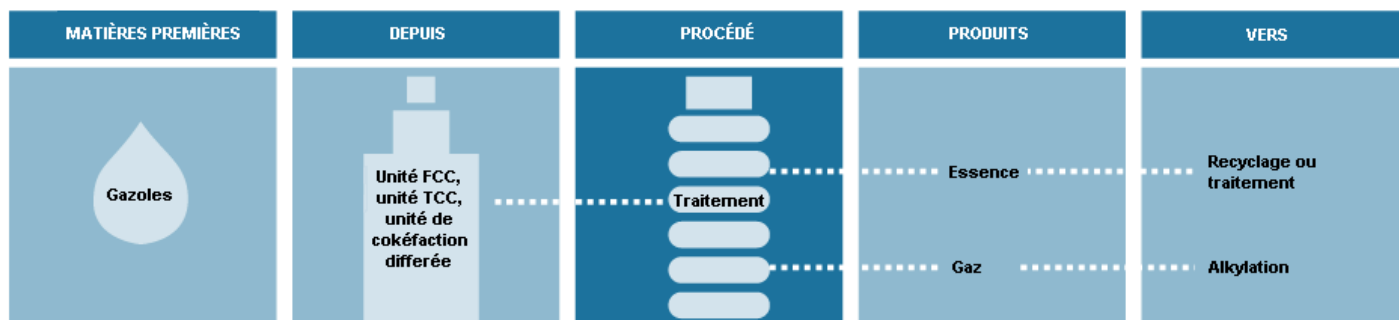 MATIÈRES PREMIÈRES
DEPUIS
PROCÉDÉ
PRODUITS
VERS
Gazoles
Unité FCC,
unité TCC,
unité de
cokéfaction
differée
Traitement
Essence
Recyclage ou
traitement
Gaz
Alkylation